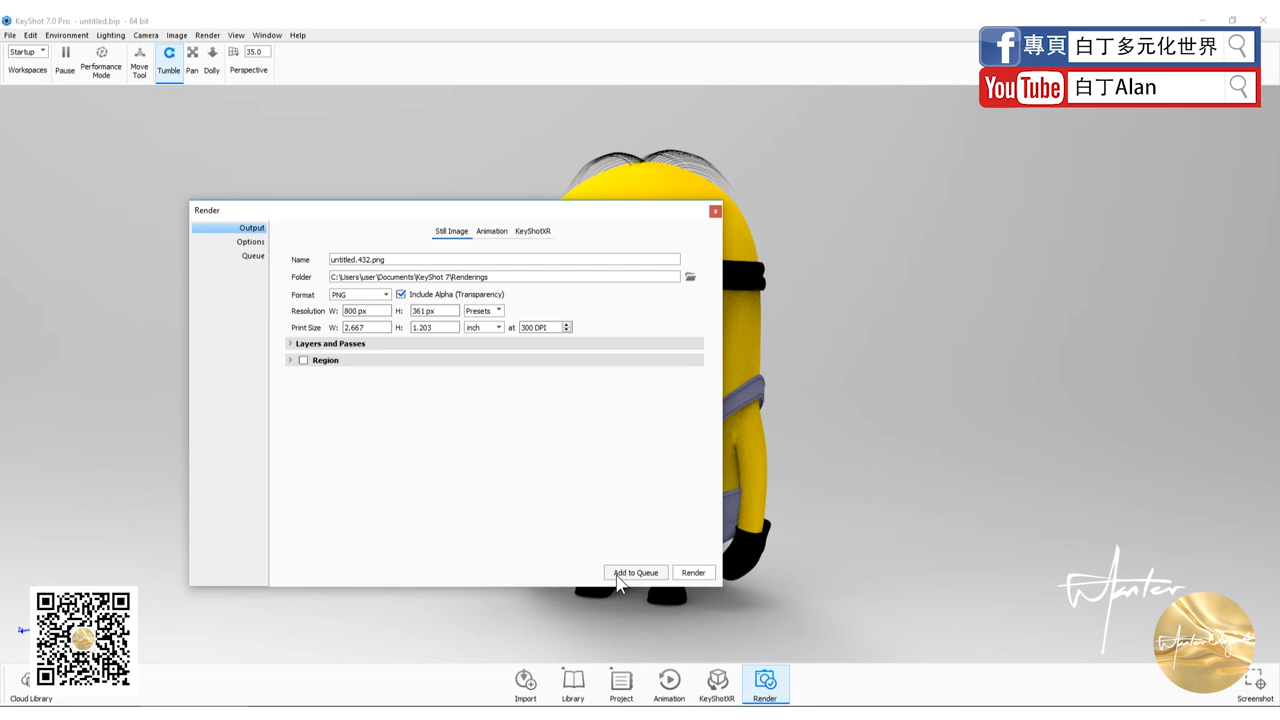 KeyShot 7.0 Pro - untitled.bip - 64 bit
File Edit Environment Lighting Camera Image Render View Window Help
Startup 35.0
Workspaces Pause Performance Mode Move Tool Tumble Pan Dolly Perspective
f 專頁 白丁多元化世界
YouTube 白丁Alan
Render
Output
Options
Queue
Still Image Animation KeyShotXR
Name untitled.432.png
Folder C:\Users\user\Documents\KeyShot 7\Renderings
Format PNG Include Alpha (Transparency)
Resolution W: 800 px H: 361 px Presets
Print Size W: 2.667 H: 1.203 inch at 300 DPI
Layers and Passes
Region
Add to Queue Render
Cloud Library Import Library Project Animation KeyShotXR Render Screenshot